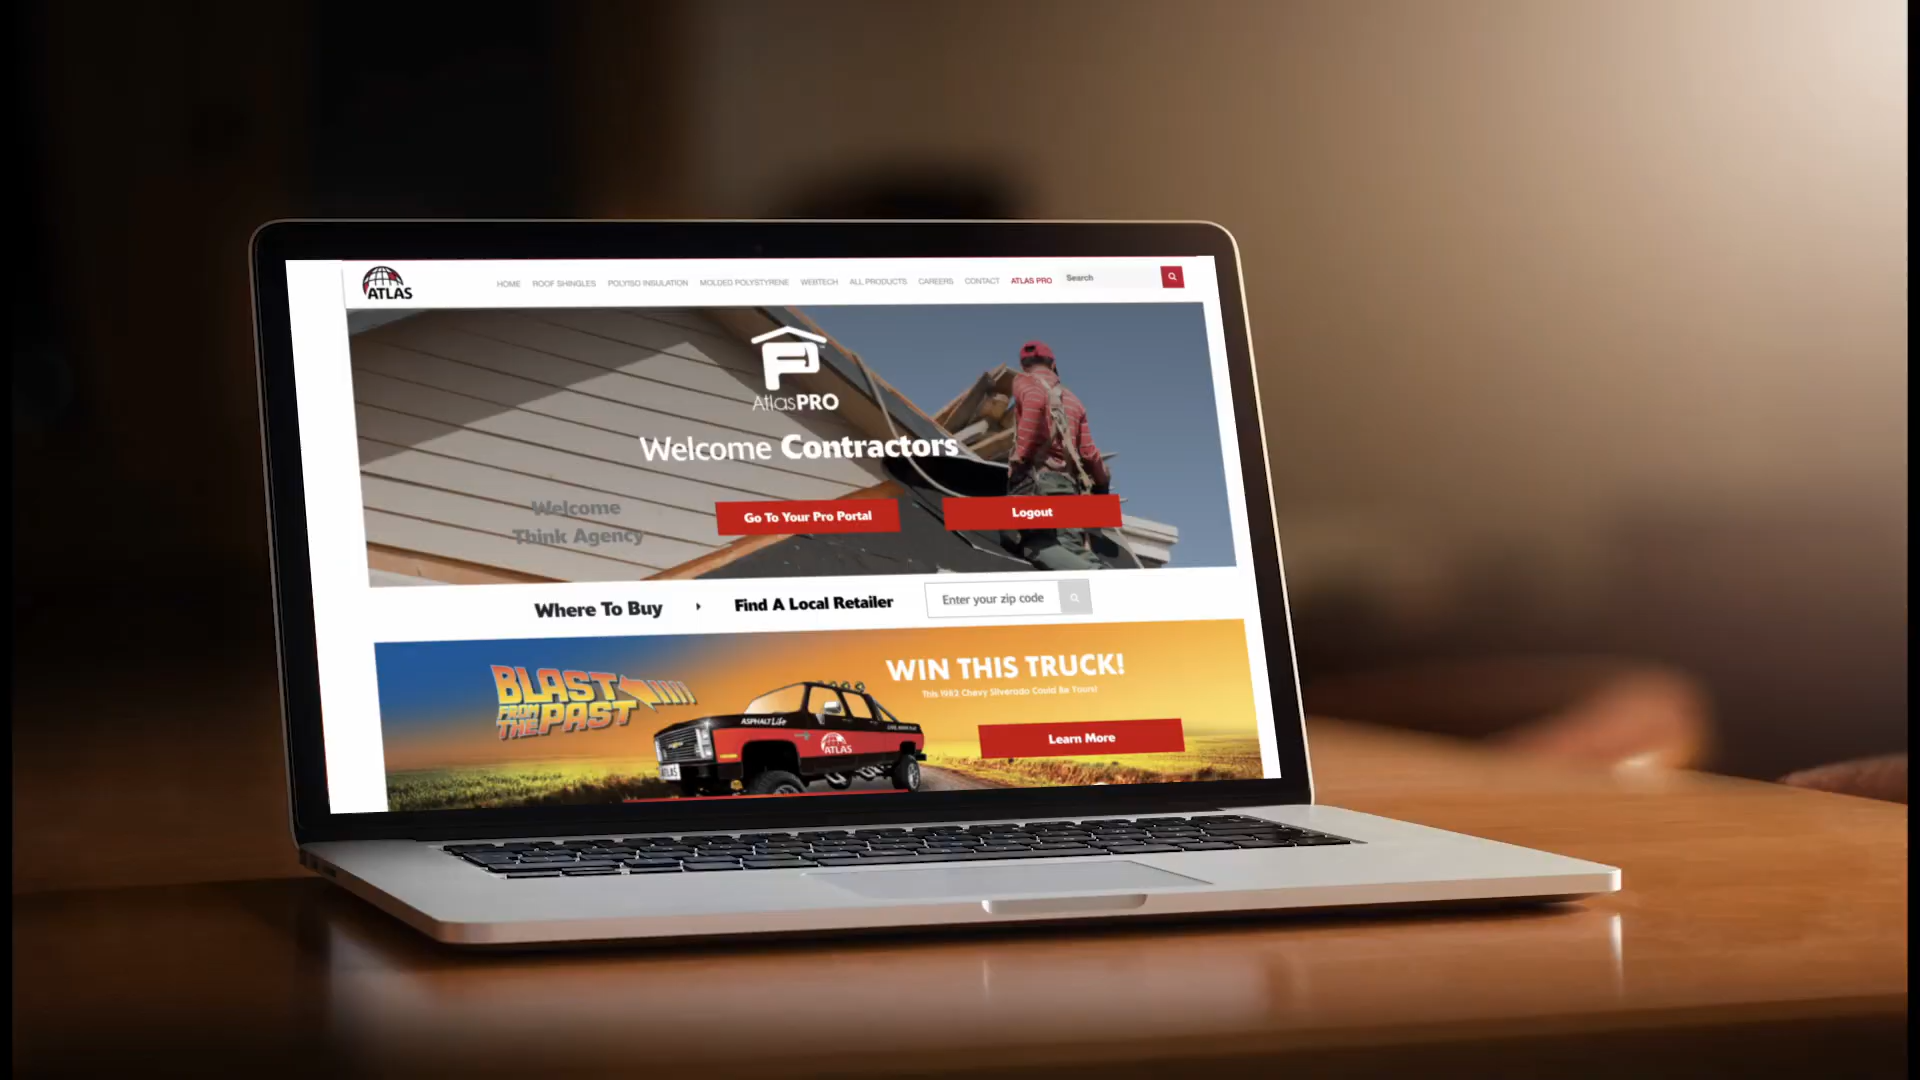 ATLAS
HOME ROOF SHINGLES POLYISO INSULATION MOLDED POLYSTYRENE WEBTECH ALL PRODUCTS CAREERS CONTACT ATLAS PRO Search
AtlasPRO
Welcome Contractors
Welcome
Think Agency
Go To Your Pro Portal
Logout
Where To Buy
Find A Local Retailer
Enter your zip code
BLAST
FROM
THE PAST
WIN THIS TRUCK!
This 1982 Chevy Silverado Could Be Yours!
Learn More
ASPHALT Life
ATLAS
ATLAS